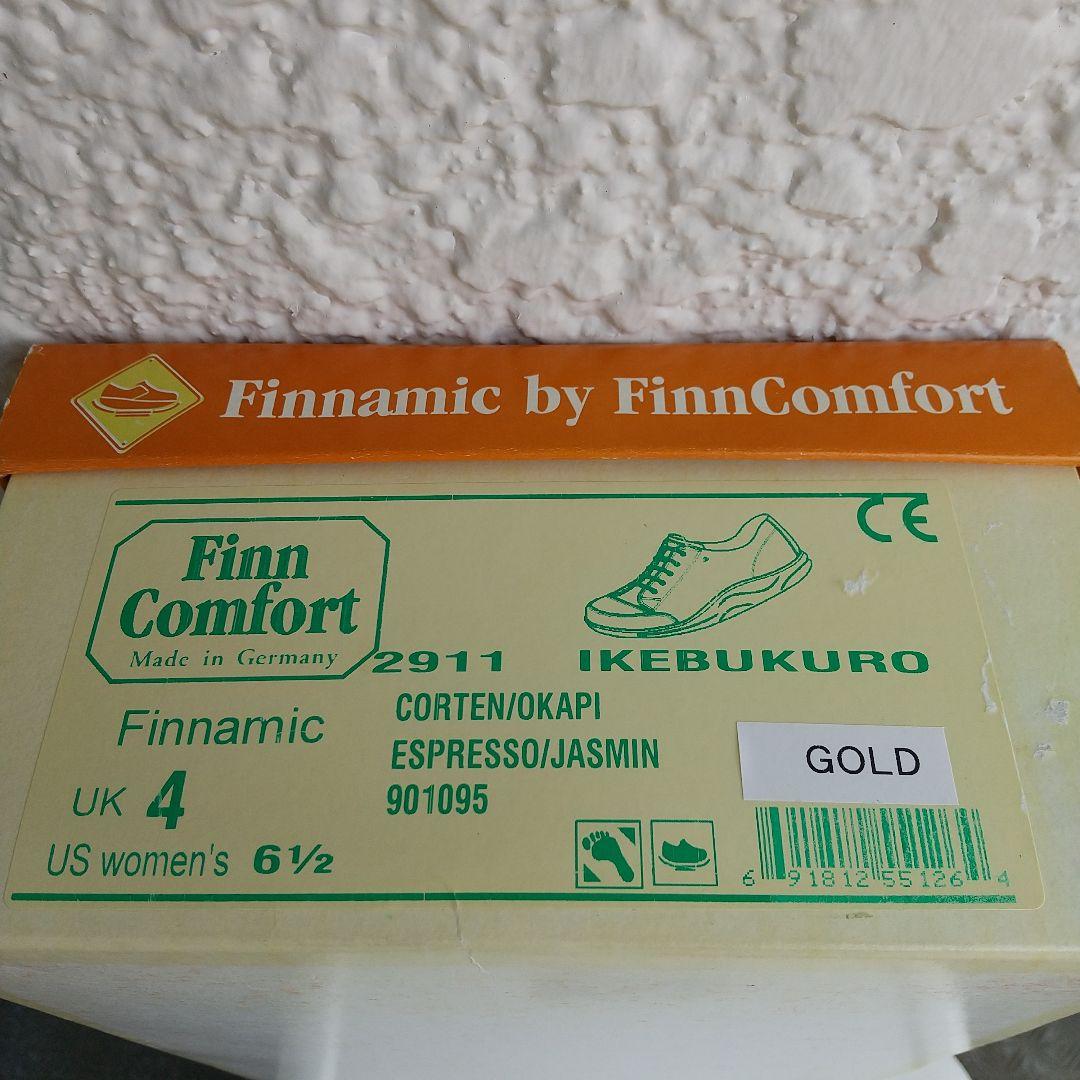 Finnamic by FinnComfort
CE
Finn
Comfort
Made in Germany
2911 IKEBUKURO
Finnamic
CORTEN/OKAPI
ESPRESSO/JASMIN
901095
GOLD
UK 4
US women's 6½
6 91812 55126 4